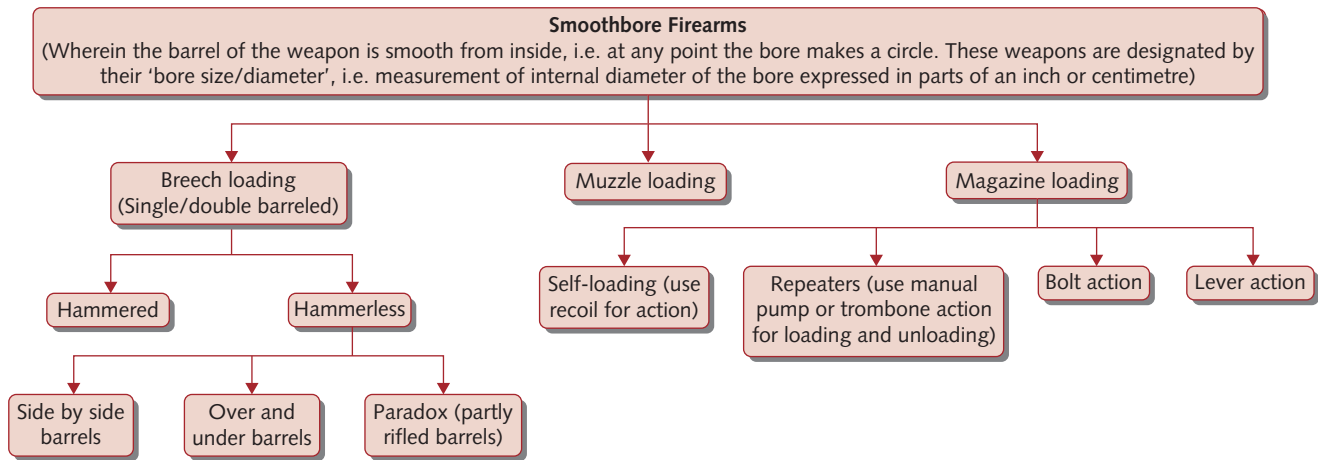 Smoothbore Firearms
(Wherein the barrel of the weapon is smooth from inside, i.e. at any point the bore makes a circle. These weapons are designated by
their ‘bore size/diameter’, i.e. measurement of internal diameter of the bore expressed in parts of an inch or centimetre)
Breech loading
(Single/double barreled)
Muzzle loading
Magazine loading
Hammered
Hammerless
Self-loading (use
recoil for action)
Repeaters (use manual
pump or trombone action
for loading and unloading)
Bolt action
Lever action
Side by side
barrels
Over and
under barrels
Paradox (partly
rifled barrels)